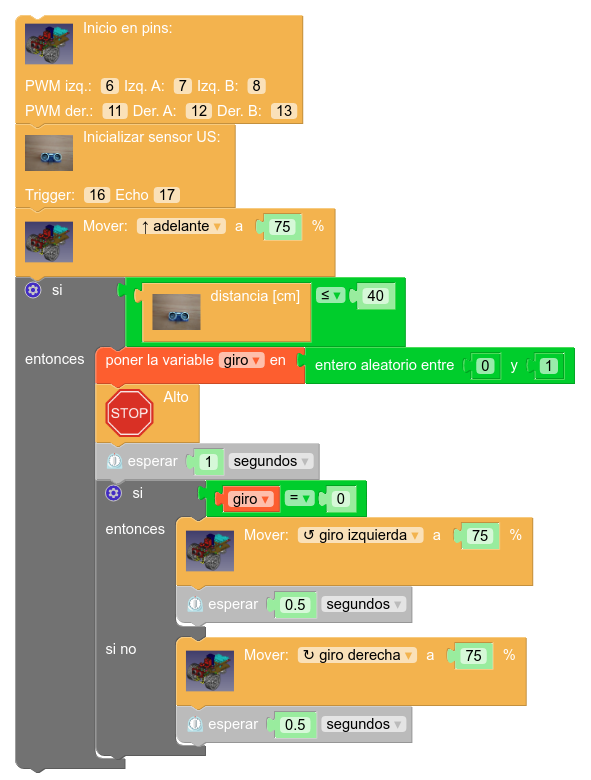 Inicio en pins:
PWM izq.: 6 Izq. A: 7 Izq. B: 8
PWM der.: 11 Der. A: 12 Der. B: 13
Inicializar sensor US:
Trigger: 16 Echo 17
Mover: ↑ adelante ▾ a 75 %
si distancia [cm] ≤ ▾ 40
entonces poner la variable giro ▾ en entero aleatorio entre 0 y 1
STOP Alto
esperar 1 segundos ▾
si giro ▾ = ▾ 0
entonces Mover: ↺ giro izquierda ▾ a 75 %
esperar 0.5 segundos ▾
si no Mover: ↻ giro derecha ▾ a 75 %
esperar 0.5 segundos ▾